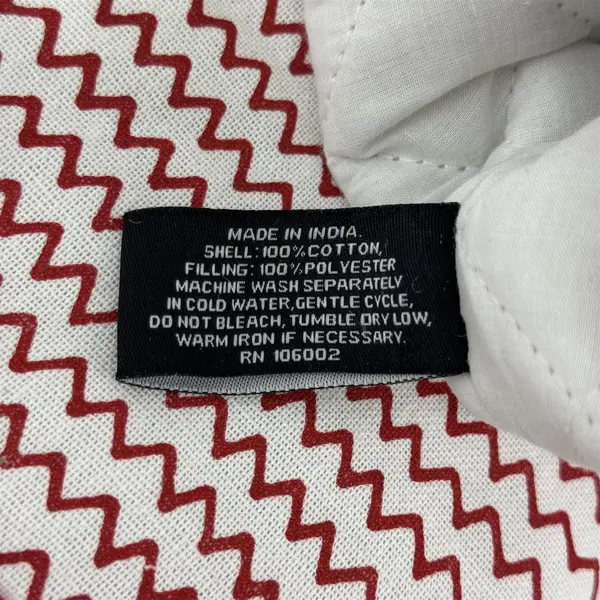 MADE IN INDIA.
SHELL: 100%COTTON,
FILLING: 100%POLYESTER
MACHINE WASH SEPARATELY
IN COLD WATER,GENTLE CYCLE,
DO NOT BLEACH, TUMBLE DRY LOW,
WARM IRON IF NECESSARY.
RN 106002